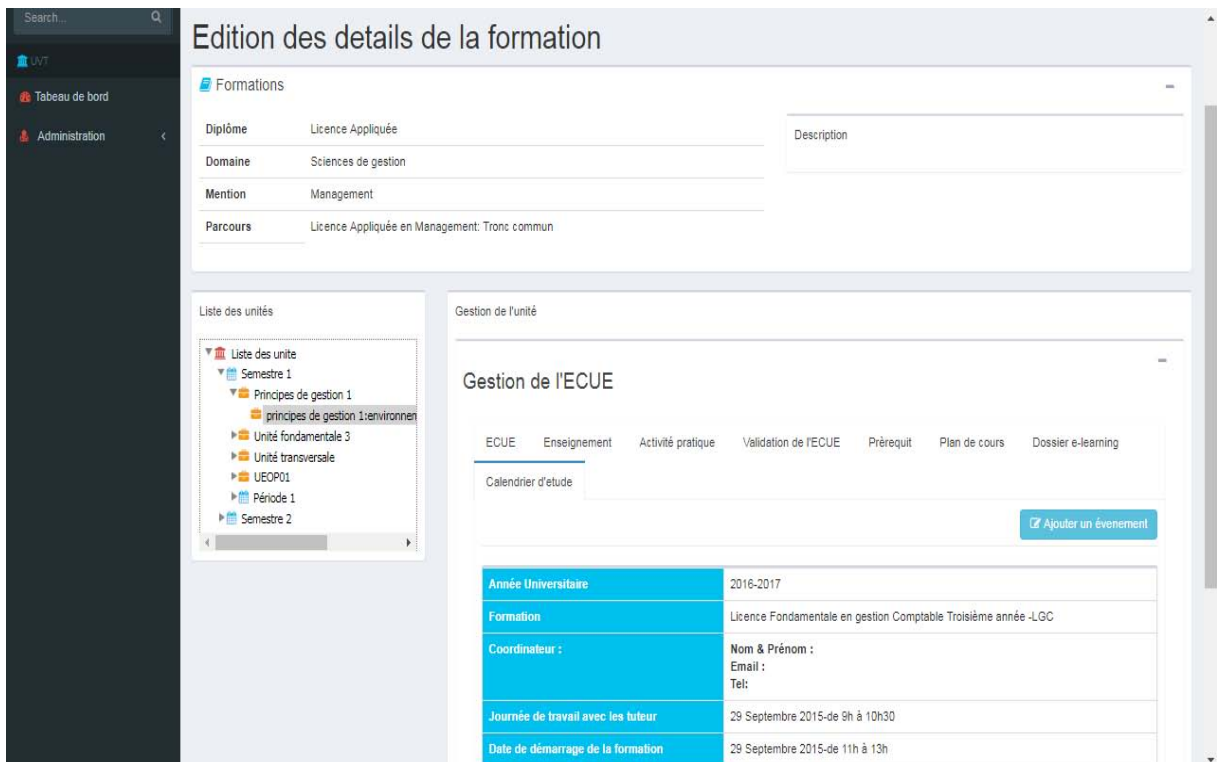 Search...
UVT
Tabeau de bord
Administration
Edition des details de la formation
Formations
Diplôme Licence Appliquée
Domaine Sciences de gestion
Mention Management
Parcours Licence Appliquée en Management: Tronc commun
Description
Liste des unités
Liste des unite
Semestre 1
Principes de gestion 1
principes de gestion 1:environnen
Unité fondamentale 3
Unité transversale
UEOP01
Période 1
Semestre 2
Gestion de l'unité
Gestion de l'ECUE
ECUE Enseignement Activité pratique Validation de l'ECUE Prérequit Plan de cours Dossier e-learning
Calendrier d'etude
Ajouter un évenement
Année Universitaire 2016-2017
Formation Licence Fondamentale en gestion Comptable Troisième année -LGC
Coordinateur : Nom & Prénom :
Email :
Tel:
Journée de travail avec les tuteur 29 Septembre 2015-de 9h à 10h30
Date de démarrage de la formation 29 Septembre 2015-de 11h à 13h